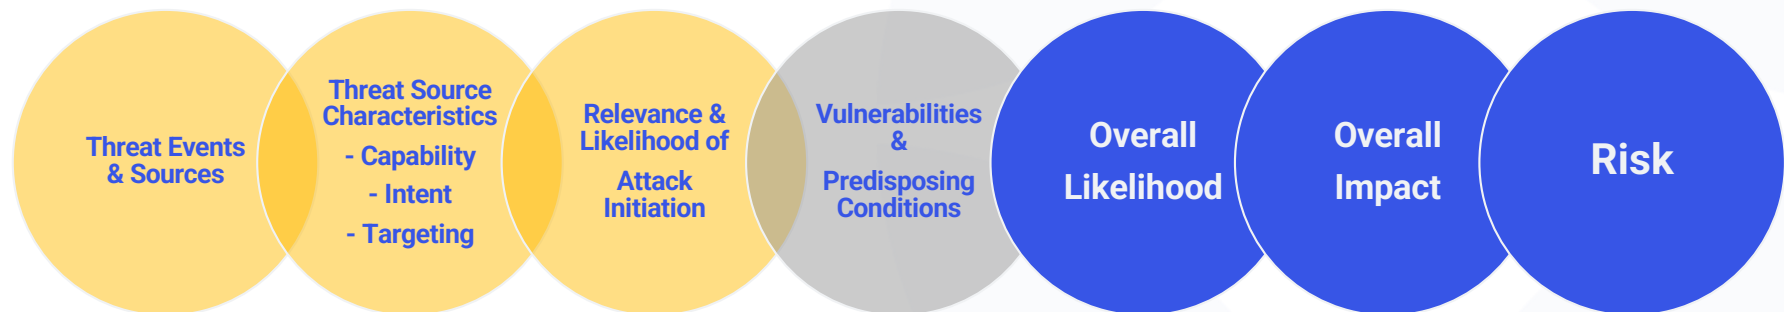 Threat Events
& Sources
Threat Source
Characteristics
- Capability
- Intent
- Targeting
Relevance &
Likelihood of
Attack
Initiation
Vulnerabilities
&
Predisposing
Conditions
Overall
Likelihood
Overall
Impact
Risk